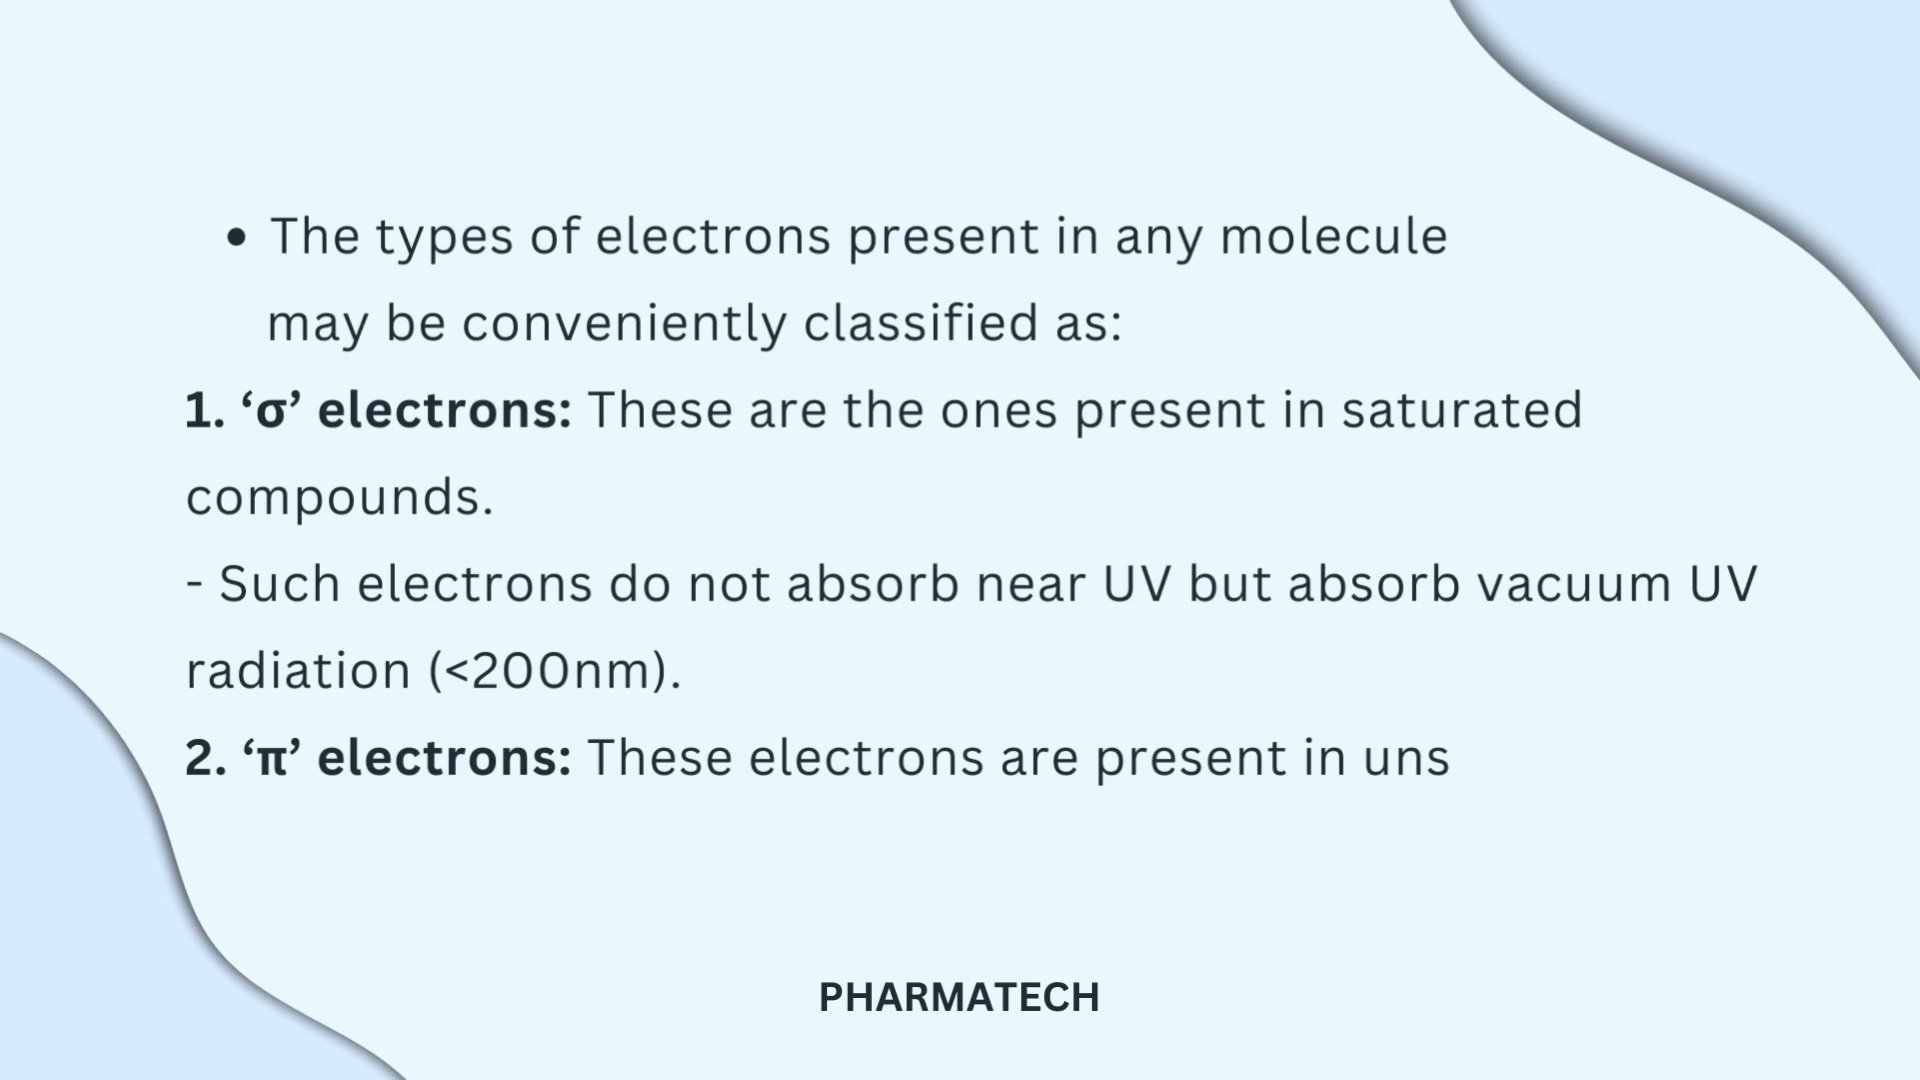 • The types of electrons present in any molecule
may be conveniently classified as:
1. ‘σ’ electrons: These are the ones present in saturated
compounds.
- Such electrons do not absorb near UV but absorb vacuum UV
radiation (<200nm).
2. ‘π’ electrons: These electrons are present in uns
PHARMATECH